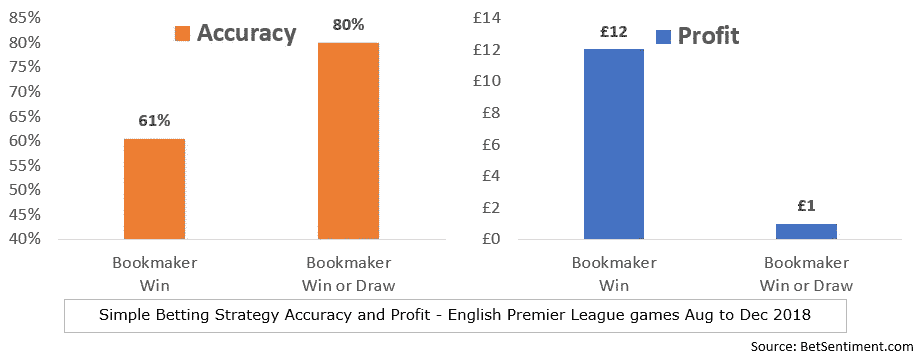 Accuracy
85%
80%
75%
70%
65%
60%
55%
50%
45%
40%
61%
80%
Bookmaker
Win
Bookmaker
Win or Draw
Profit
£14
£12
£10
£8
£6
£4
£2
£0
£12
£1
Bookmaker
Win
Bookmaker
Win or Draw
Simple Betting Strategy Accuracy and Profit - English Premier League games Aug to Dec 2018
Source: BetSentiment.com